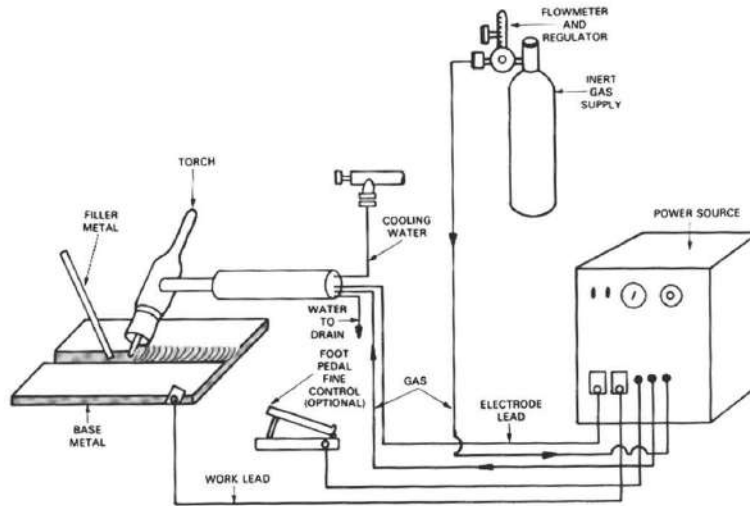 FLOWMETER
AND
REGULATOR
INERT
GAS
SUPPLY
TORCH
FILLER
METAL
POWER SOURCE
COOLING
WATER
WATER
TO
DRAIN
FOOT
PEDAL
FINE
CONTROL
(OPTIONAL)
GAS
ELECTRODE
LEAD
BASE
METAL
WORK LEAD